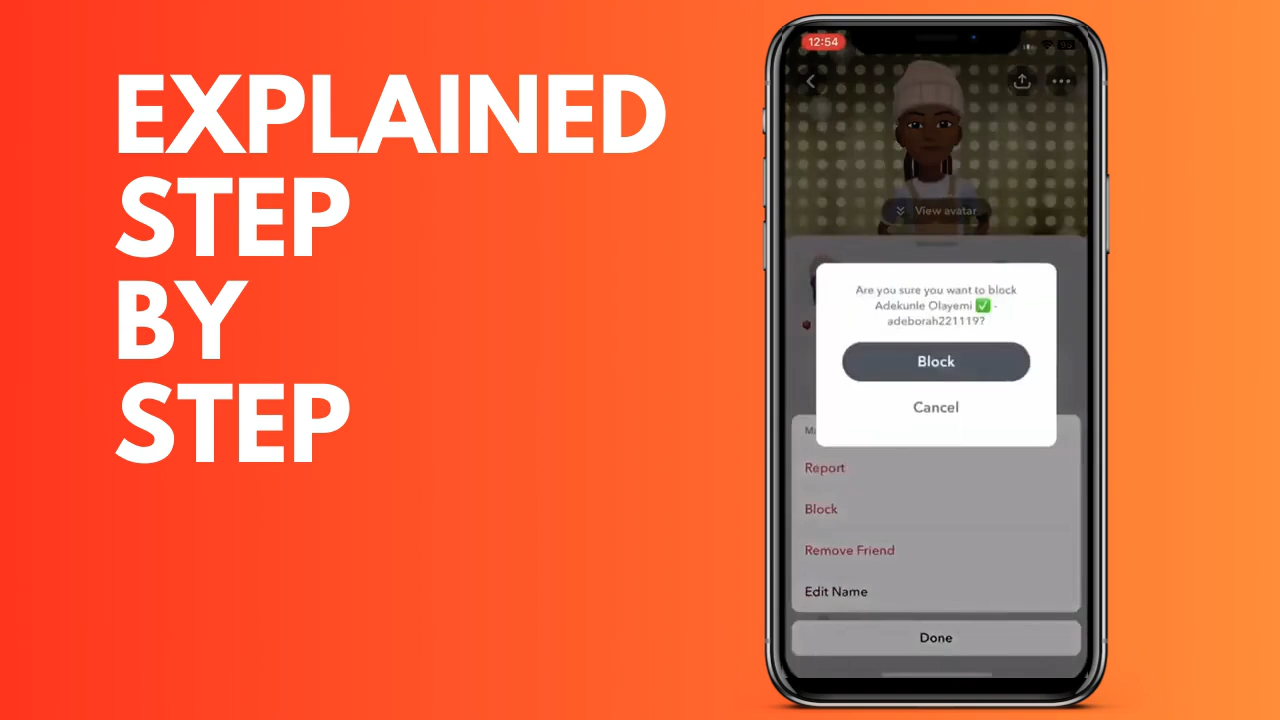 EXPLAINED
STEP
BY
STEP
12:54
View avatar
Are you sure you want to block
Adekunle Olayemi ✅ -
adeborah221119?
Block
Cancel
Report
Block
Remove Friend
Edit Name
Done